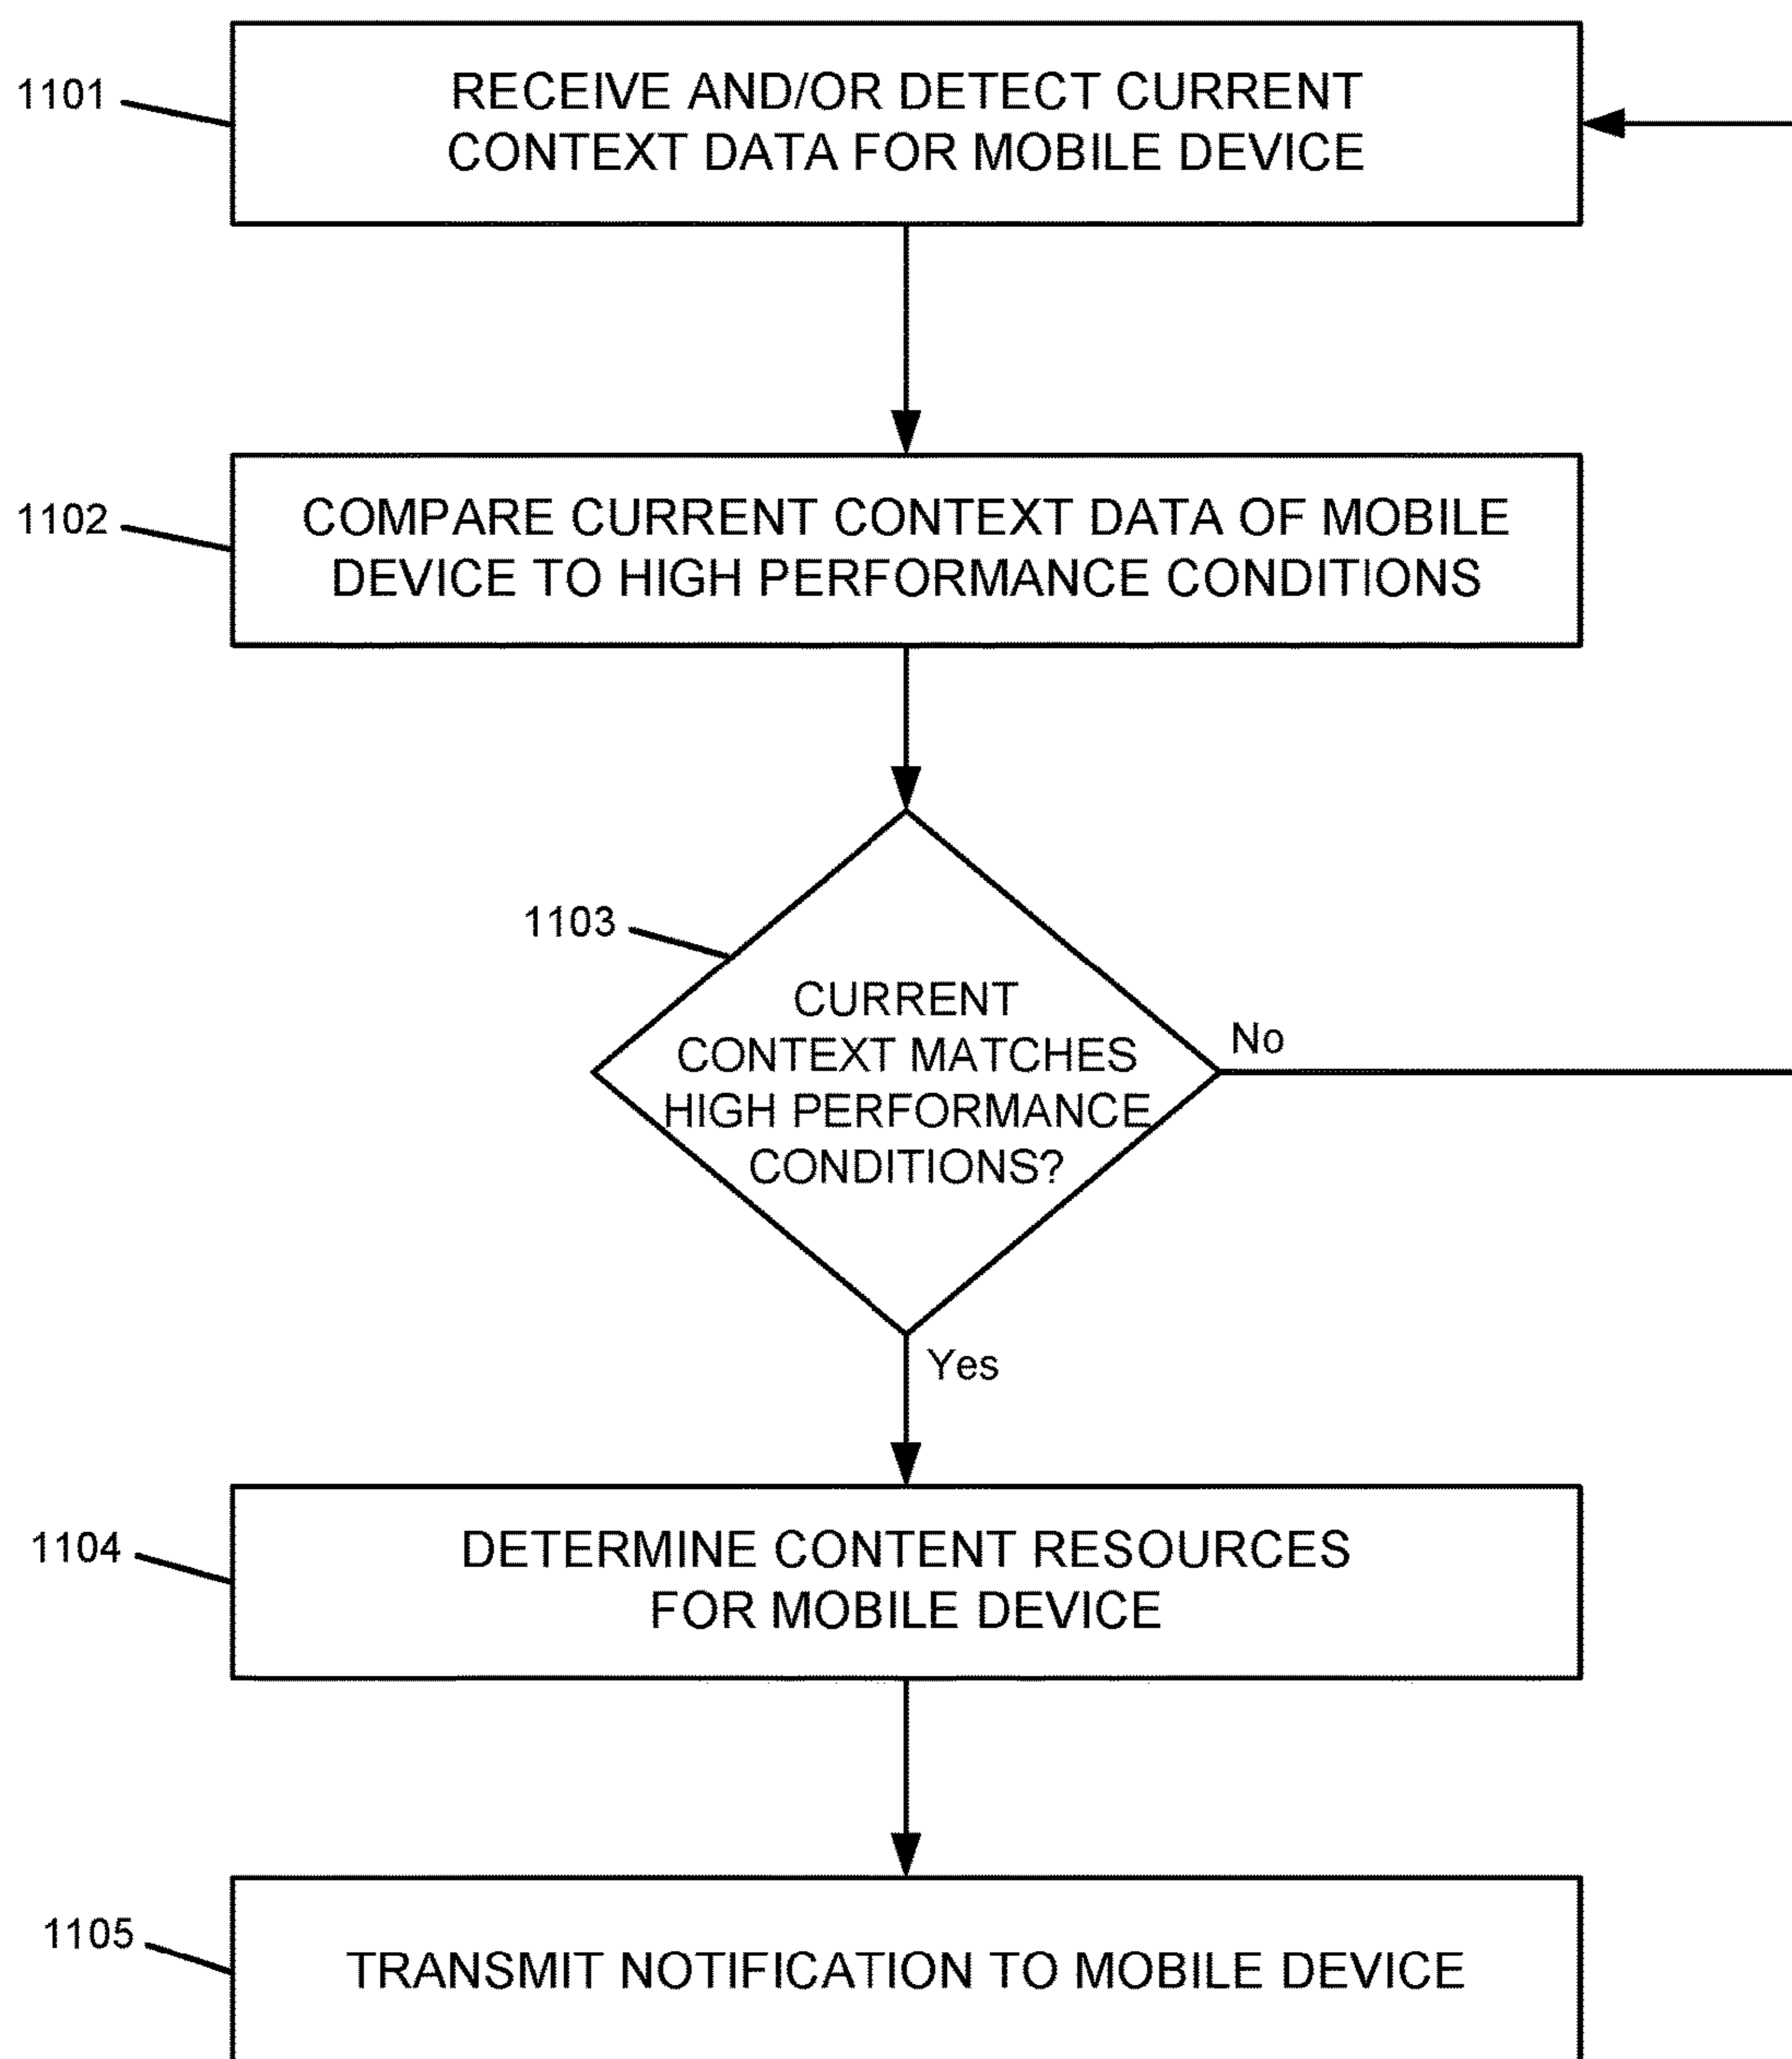 1101
RECEIVE AND/OR DETECT CURRENT
CONTEXT DATA FOR MOBILE DEVICE
1102
COMPARE CURRENT CONTEXT DATA OF MOBILE
DEVICE TO HIGH PERFORMANCE CONDITIONS
1103
CURRENT
CONTEXT MATCHES
HIGH PERFORMANCE
CONDITIONS?
No
Yes
1104
DETERMINE CONTENT RESOURCES
FOR MOBILE DEVICE
1105
TRANSMIT NOTIFICATION TO MOBILE DEVICE